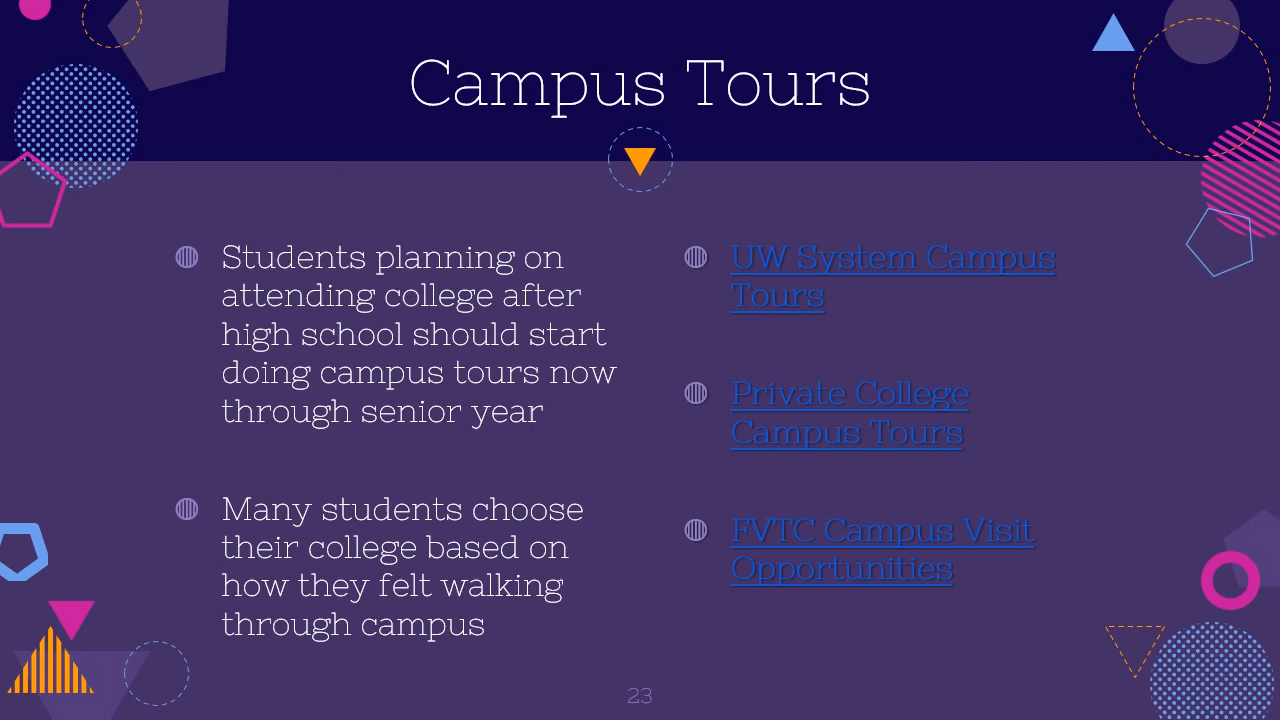 Campus Tours
Students planning on
attending college after
high school should start
doing campus tours now
through senior year
Many students choose
their college based on
how they felt walking
through campus
UW System Campus
Tours
Private College
Campus Tours
FVTC Campus Visit
Opportunities
23